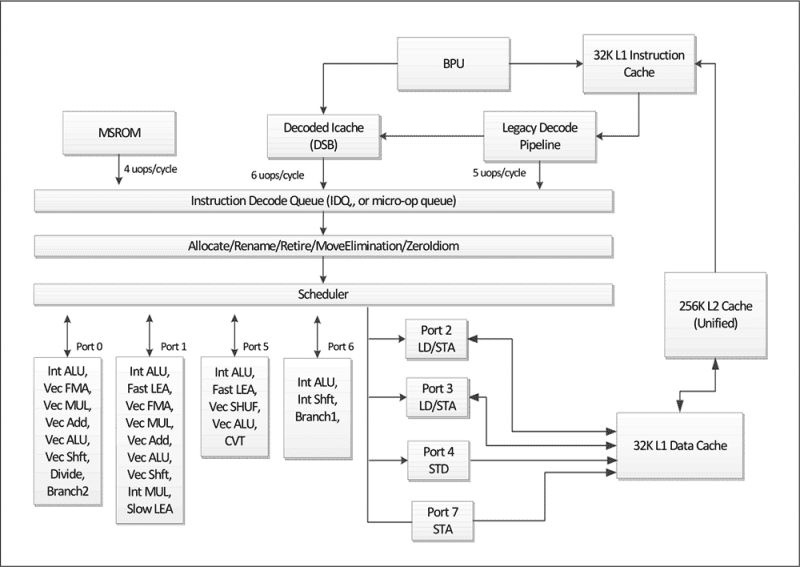 BPU
32K L1 Instruction
Cache
MSROM
Decoded Icache
(DSB)
Legacy Decode
Pipeline
4 uops/cycle
6 uops/cycle
5 uops/cycle
Instruction Decode Queue (IDQ,, or micro-op queue)
Allocate/Rename/Retire/MoveElimination/ZeroIdiom
Scheduler
256K L2 Cache
(Unified)
Port 0
Int ALU,
Vec FMA,
Vec MUL,
Vec Add,
Vec ALU,
Vec Shft,
Divide,
Branch2
Port 1
Int ALU,
Fast LEA,
Vec FMA,
Vec MUL,
Vec Add,
Vec ALU,
Vec Shft,
Int MUL,
Slow LEA
Port 5
Int ALU,
Fast LEA,
Vec SHUF,
Vec ALU,
CVT
Port 6
Int ALU,
Int Shft,
Branch1,
Port 2
LD/STA
Port 3
LD/STA
Port 4
STD
Port 7
STA
32K L1 Data Cache